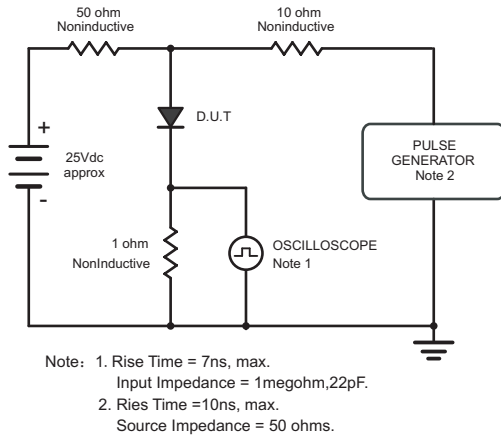 50 ohm
Noninductive
10 ohm
Noninductive
D.U.T
+
25Vdc
approx
-
PULSE
GENERATOR
Note 2
1 ohm
NonInductive
OSCILLOSCOPE
Note 1
Note: 1. Rise Time = 7ns, max.
Input Impedance = 1megohm,22pF.
2. Ries Time =10ns, max.
Source Impedance = 50 ohms.